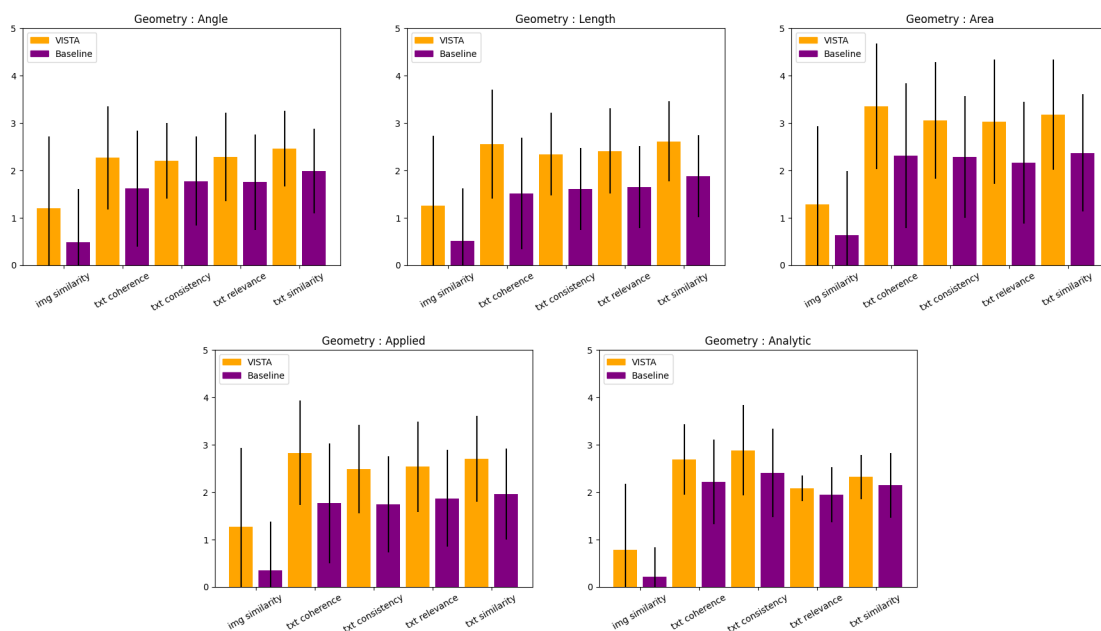 Geometry : Angle
VISTA
Baseline
5
4
3
2
1
0
img similarity
txt coherence
txt consistency
txt relevance
txt similarity
Geometry : Length
VISTA
Baseline
5
4
3
2
1
0
img similarity
txt coherence
txt consistency
txt relevance
txt similarity
Geometry : Area
VISTA
Baseline
5
4
3
2
1
0
img similarity
txt coherence
txt consistency
txt relevance
txt similarity
Geometry : Applied
VISTA
Baseline
5
4
3
2
1
0
img similarity
txt coherence
txt consistency
txt relevance
txt similarity
Geometry : Analytic
VISTA
Baseline
5
4
3
2
1
0
img similarity
txt coherence
txt consistency
txt relevance
txt similarity